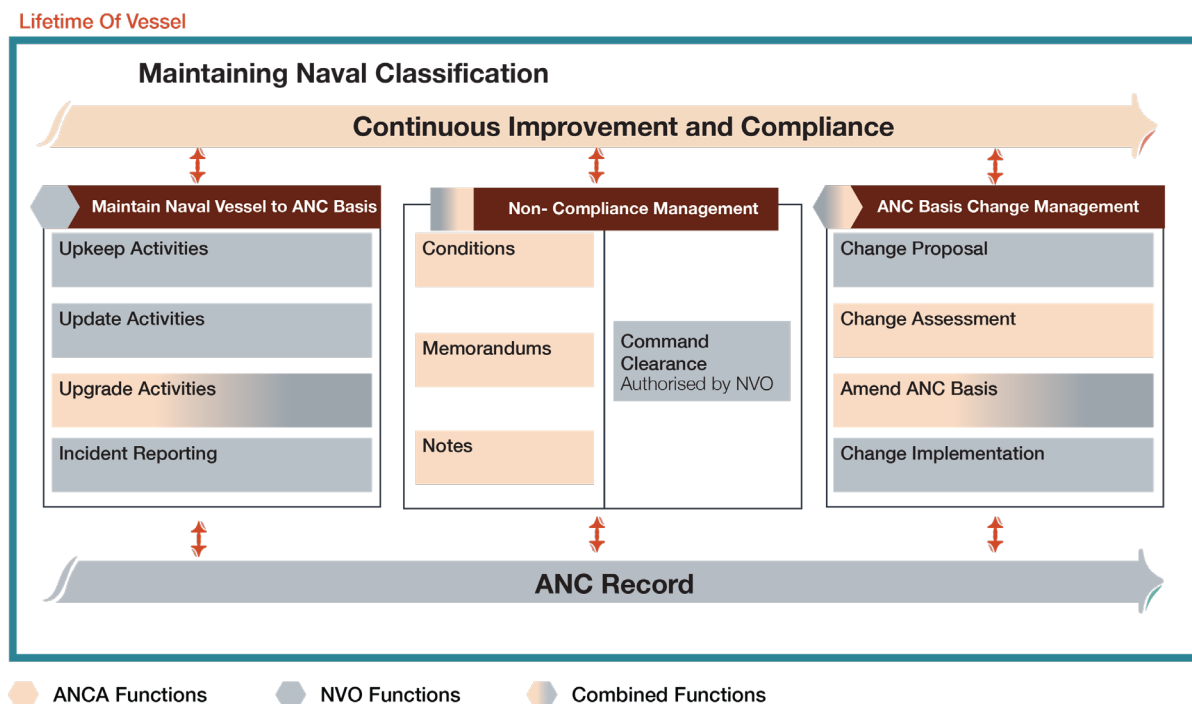 Lifetime Of Vessel
Maintaining Naval Classification
Continuous Improvement and Compliance
Maintain Naval Vessel to ANC Basis
Upkeep Activities
Update Activities
Upgrade Activities
Incident Reporting
Non- Compliance Management
Conditions
Memorandums
Notes
Command
Clearance
Authorised by NVO
ANC Basis Change Management
Change Proposal
Change Assessment
Amend ANC Basis
Change Implementation
ANC Record
ANCA Functions
NVO Functions
Combined Functions